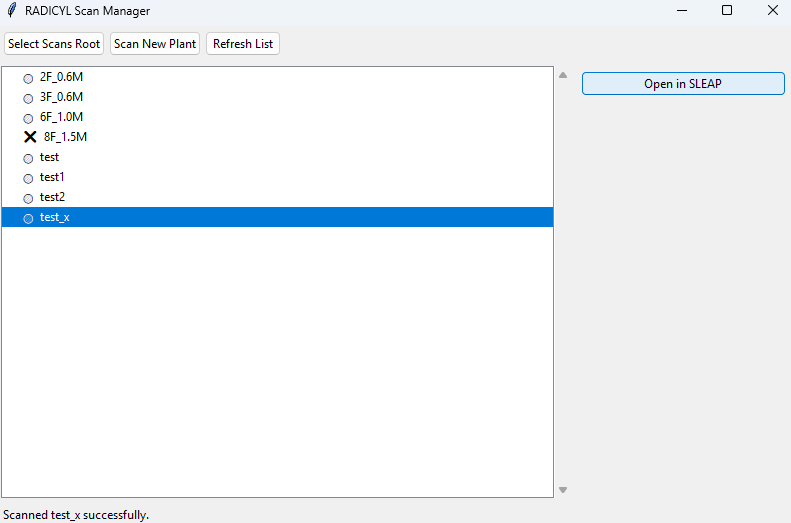 RADICYL Scan Manager
Select Scans Root Scan New Plant Refresh List
2F_0.6M
3F_0.6M
6F_1.0M
8F_1.5M
test
test1
test2
test_x
Open in SLEAP
Scanned test_x successfully.